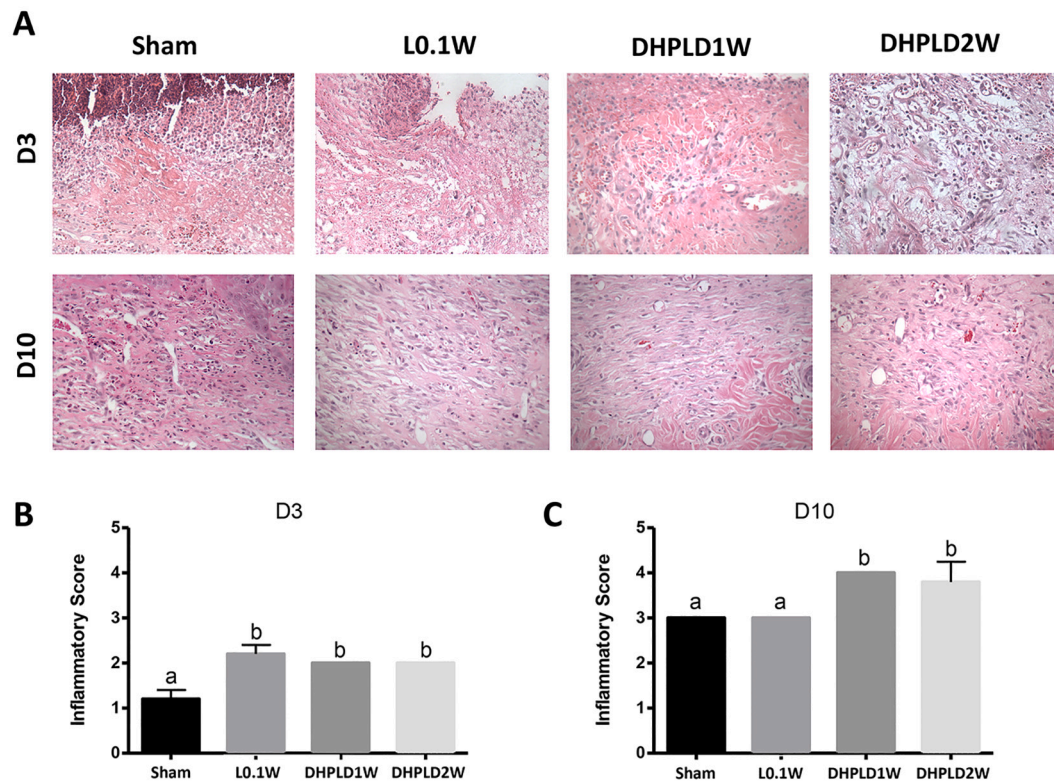 A
Sham L0.1W DHPLD1W DHPLD2W
D3
D10
B
D3
Inflammatory Score
5
4
3
2
1
0
a
b
b
b
Sham L0.1W DHPLD1W DHPLD2W
C
D10
Inflammatory Score
5
4
3
2
1
0
a
a
b
b
Sham L0.1W DHPLD1W DHPLD2W